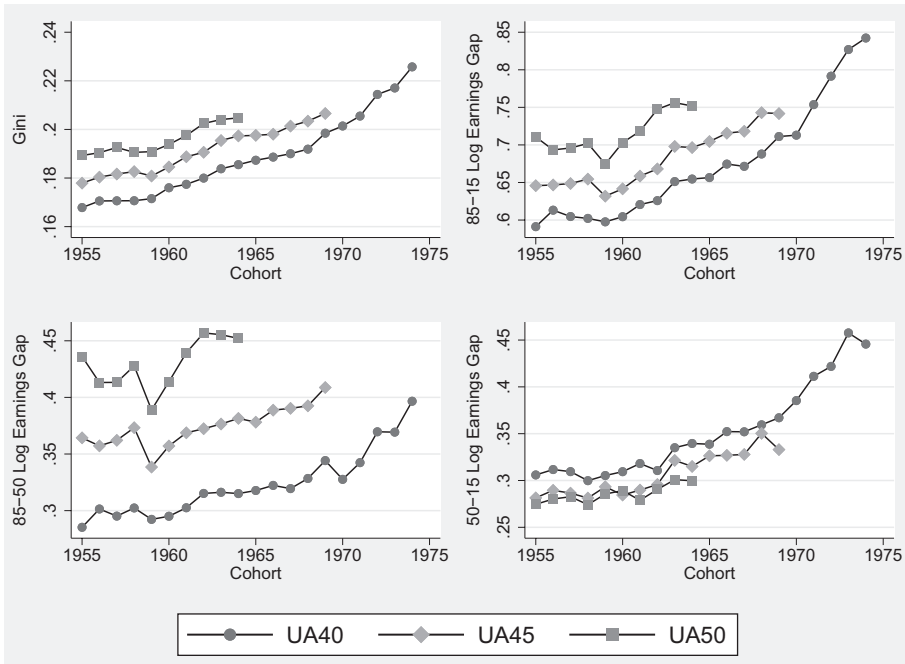 Gini
.24
.22
.2
.18
.16
1955 1960 1965 1970 1975
Cohort
85−15 Log Earnings Gap
.85
.8
.75
.7
.65
.6
1955 1960 1965 1970 1975
Cohort
85−50 Log Earnings Gap
.45
.4
.35
.3
1955 1960 1965 1970 1975
Cohort
50−15 Log Earnings Gap
.45
.4
.35
.3
.25
1955 1960 1965 1970 1975
Cohort
UA40 UA45 UA50